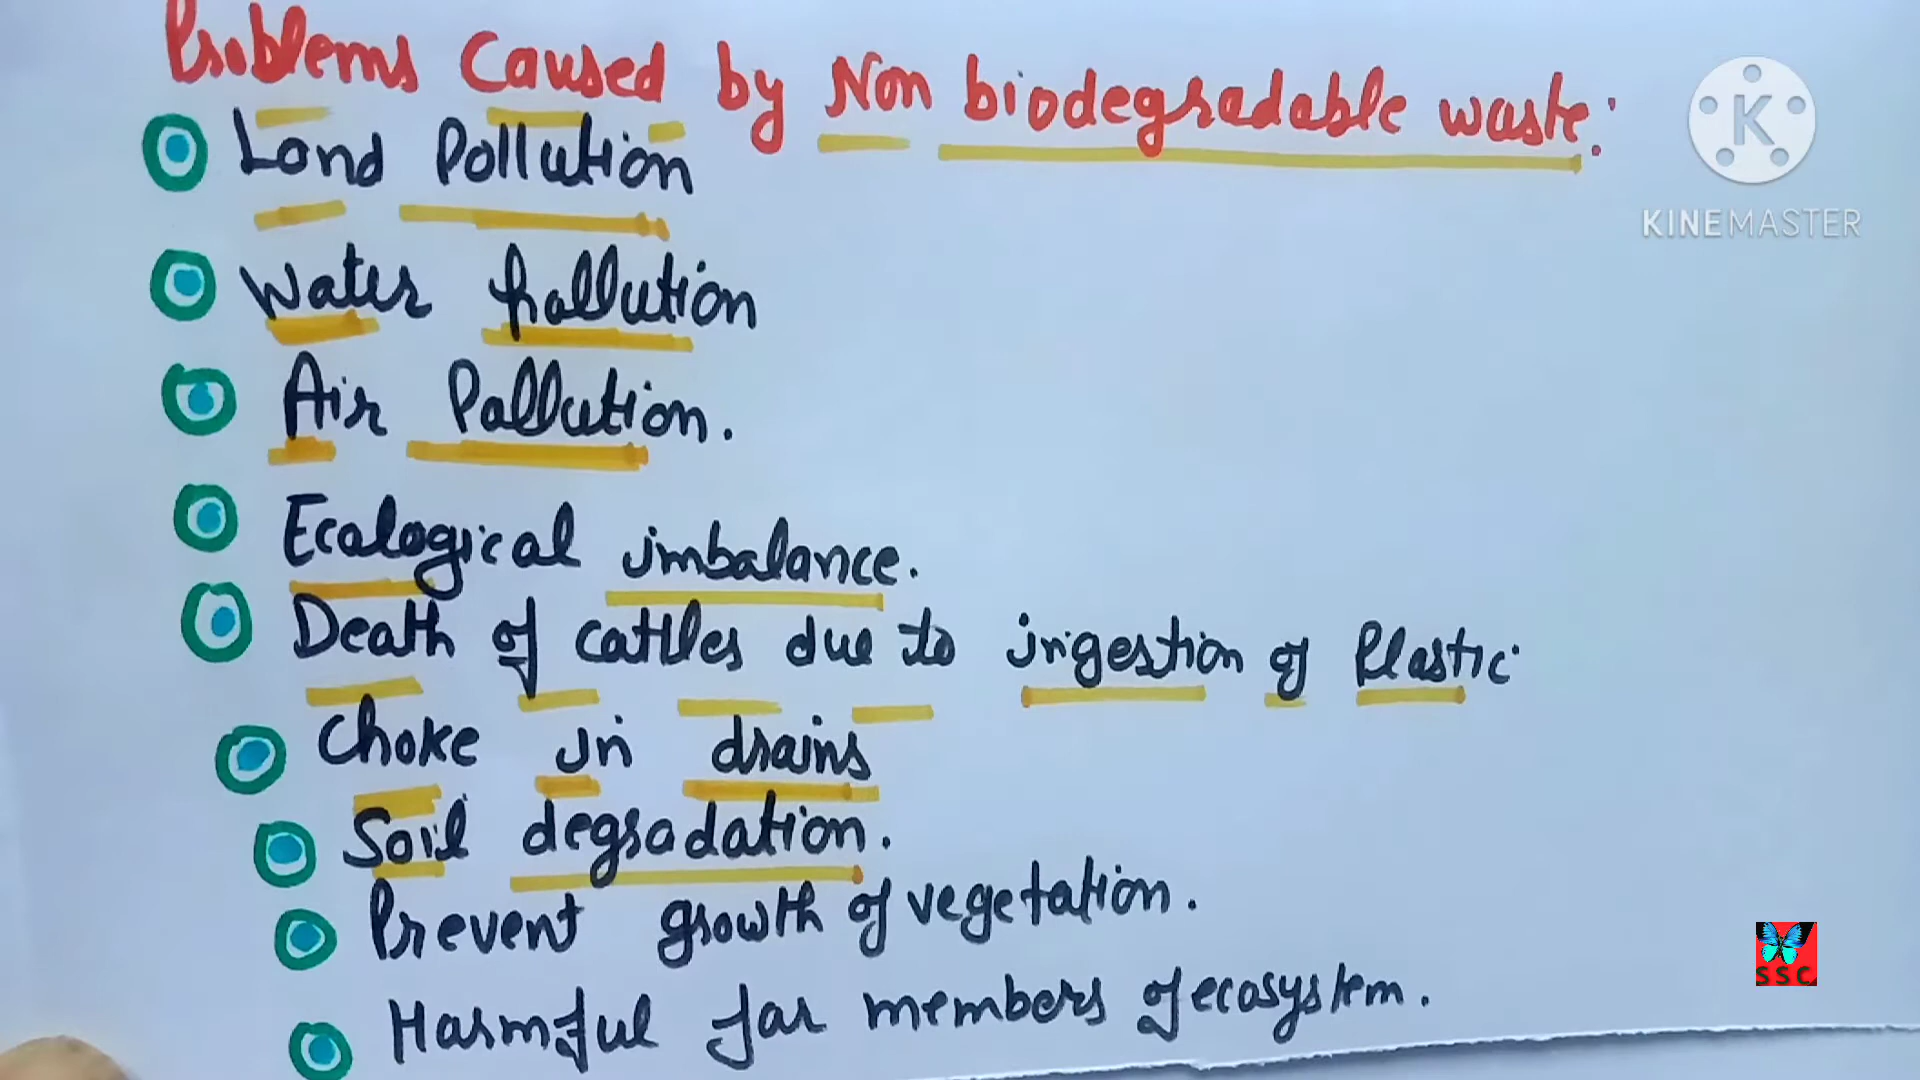 Problems Caused by Non biodegradable waste:
Land Pollution
Water Pollution
Air Pollution.
Ecological imbalance.
Death of cattles due to ingestion of Plastic.
Choke in drains
Soil degradation.
Prevent growth of vegetation.
Harmful for members of ecosystem.
K
KINEMASTER
SSC